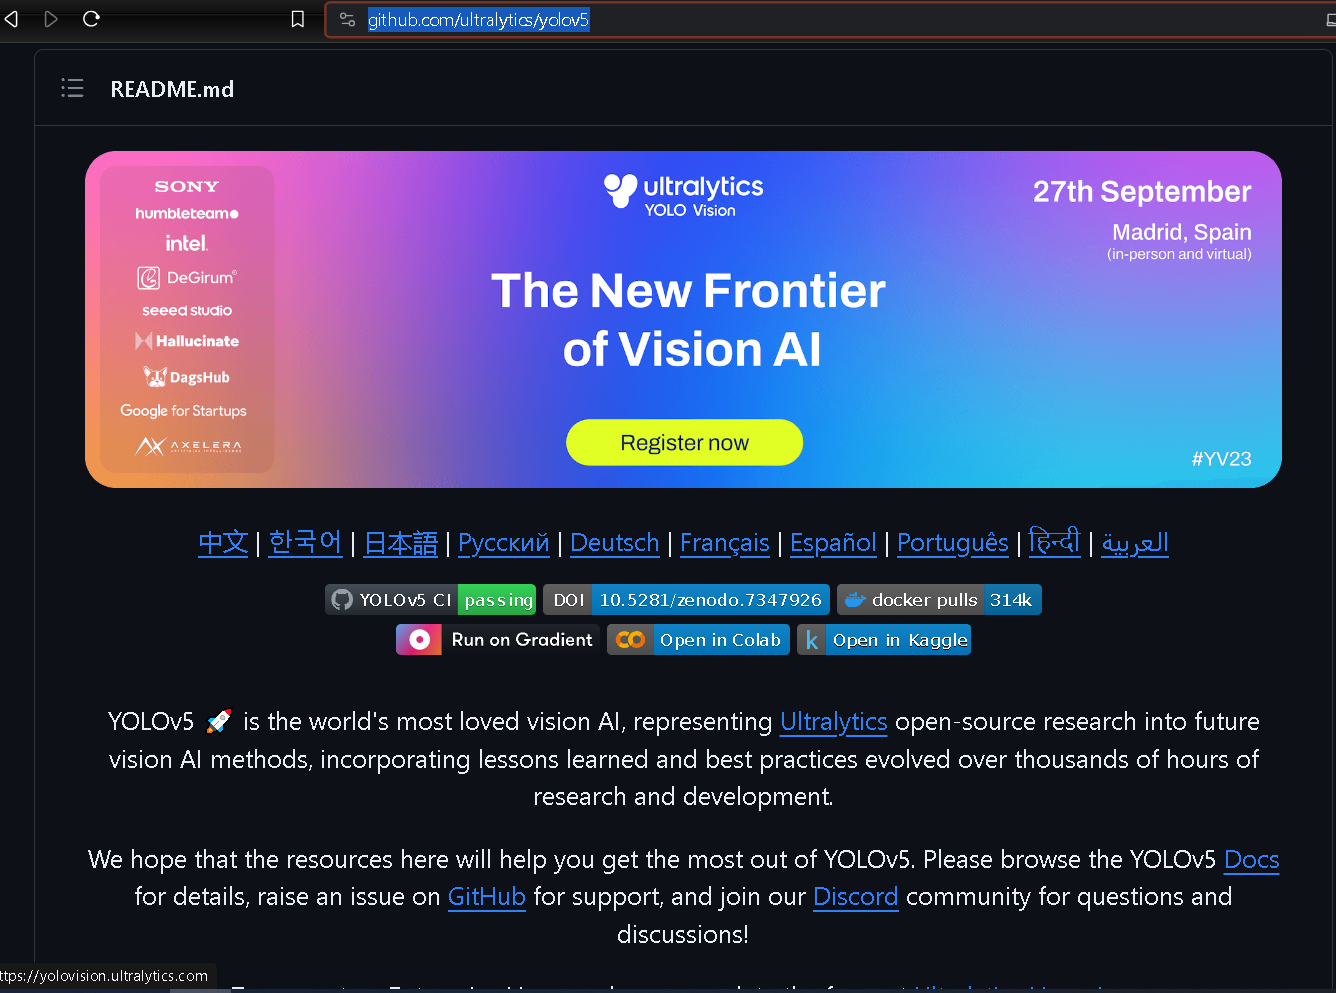 github.com/ultralytics/yolov5
README.md
SONY
humbleteam
intel.
DeGirum®
seeed studio
Hallucinate
DagsHub
Google for Startups
AXELERA
ultralytics
YOLO Vision
The New Frontier
of Vision AI
Register now
27th September
Madrid, Spain
(in-person and virtual)
#YV23
中文 | 한국어 | 日本語 | Русский | Deutsch | Français | Español | Português | हिन्दी | العربية
YOLOv5 CI passing DOI 10.5281/zenodo.7347926 docker pulls 314k
Run on Gradient Open in Colab k Open in Kaggle
YOLOv5 🚀 is the world's most loved vision AI, representing Ultralytics open-source research into future
vision AI methods, incorporating lessons learned and best practices evolved over thousands of hours of
research and development.
We hope that the resources here will help you get the most out of YOLOv5. Please browse the YOLOv5 Docs
for details, raise an issue on GitHub for support, and join our Discord community for questions and
discussions!
ttps://yolovision.ultralytics.com